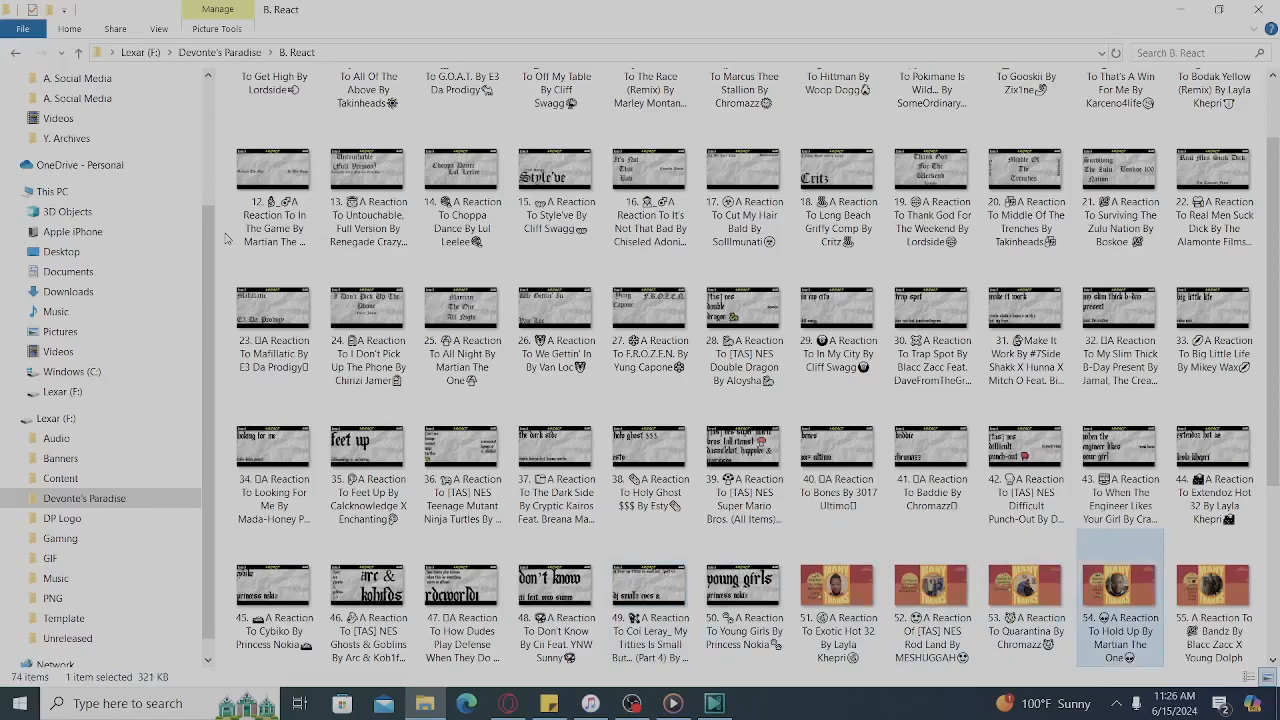 Manage
B. React
File
Home
Share
View
Picture Tools
Lexar (F:)
Devonte's Paradise
B. React
Search B. React
A. Social Media
A. Social Media
Videos
Y. Archives
OneDrive - Personal
This PC
3D Objects
Apple iPhone
Desktop
Documents
Downloads
Music
Pictures
Videos
Windows (C:)
Lexar (F:)
Lexar (F:)
Audio
Banners
Content
Devonte's Paradise
DP Logo
Gaming
GIF
Music
PNG
Template
Unreleased
Network
To Get High By
Lordside
To All Of The
Above By
Takinheads
To G.O.A.T. By E3
Da Prodigy
To Off My Table
By Cliff
Swagg
To The Race
(Remix) By
Marley Montan...
To Marcus Thee
Stallion By
Chromazz
To Hittman By
Woop Dogg
To Pokimane Is
Wild... By
SomeOrdinary...
To Gooskii By
Zix1ne
To That's A Win
For Me By
Karceno4life
To Bodak Yellow
(Remix) By Layla
Khepri
12. A
Reaction To In
The Game By
Martian The ...
13. A Reaction
To Untouchable,
Full Version By
Renegade Crazy...
14. A Reaction
To Choppa
Dance By Lul
Leelee
15. A Reaction
To Style've By
Cliff Swagg
16. A
Reaction To It's
Not That Bad By
Chiseled Adoni...
17. A Reaction
To Cut My Hair
By Solllmunati
18. A Reaction
To Long Beach
Griffy Comp By
Critz
19. A Reaction
To Thank God For
The Weekend By
Lordside
20. A Reaction
To Middle Of The
Trenches By
Takinheads
21. A Reaction
To Surviving The
Zulu Nation By
Boskoe
22. A Reaction
To Real Men Suck
Dick By The
Alamonte Films...
23. A Reaction
To Mafillatic By
E3 Da Prodigy
24. A Reaction
To I Don't Pick
Up The Phone By
Chirizi Jamer
25. A Reaction
To All Night By
Martian The
One
26. A Reaction
To We Gettin' In
By Van Loc
27. A Reaction
To F.R.O.Z.E.N. By
Yung Capone
28. A Reaction
To [TAS] NES
Double Dragon
By Aloysha
29. A Reaction
To In My City By
Cliff Swagg
30. A Reaction
To Trap Spot By
Blacc Zacc Feat.
DaveFromTheGr...
31. Make It
Work By #7Side
Shakk X Hunna X
Mitch O Feat. Bi...
32. A Reaction
To My Slim Thick
B-Day Present By
Jamal, The Crea...
33. A Reaction
To Big Little Life
By Mikey Wax
34. A Reaction
To Looking For
Me By
Mada-Honey P...
35. A Reaction
To Feet Up By
Calcknowledge X
Enchanting
36. A Reaction
To [TAS] NES
Teenage Mutant
Ninja Turtles By ...
37. A Reaction
To The Dark Side
By Cryptic Kairos
Feat. Breana Ma...
38. A Reaction
To Holy Ghost
$$$ By Esty
39. A Reaction
To [TAS] NES
Super Mario
Bros. (All Items)...
40. A Reaction
To Bones By 3017
Ultimo
41. A Reaction
To Baddie By
Chromazz
42. A Reaction
To [TAS] NES
Difficult
Punch-Out By D...
43. A Reaction
To When The
Engineer Likes
Your Girl By Cra...
44. A Reaction
To Extendoz Hot
32 By Layla
Khepri
45. A Reaction
To Cybiko By
Princess Nokia
46. A Reaction
To [TAS] NES
Ghosts & Goblins
By Arc & Koh1f...
47. A Reaction
To How Dudes
Play Defense
When They Do ...
48. A Reaction
To Don't Know
By Cii Feat. YNW
Sunny
49. A Reaction
To Coi Leray_ My
Titties Is Small
But... (Part 4) By ...
50. A Reaction
To Young Girls By
Princess Nokia
51. A Reaction
To Exotic Hot 32
By Layla
Khepri
52. A Reaction
Of [TAS] NES
Rod Land By
MESHUGGAH
53. A Reaction
To Quarantine By
Chromazz
54. A Reaction
To Hold Up By
Martian The
One
55. A Reaction To
Bandz By
Blacc Zacc X
Young Dolph
74 items
1 item selected 321 KB
Type here to search
100°F Sunny
11:26 AM
6/15/2024
2